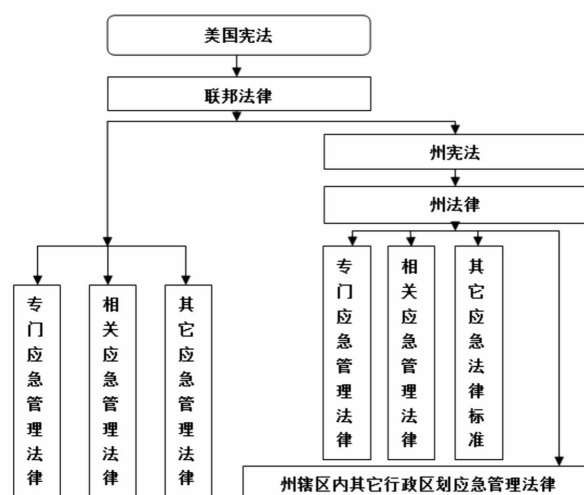 美国宪法
联邦法律
州宪法
州法律
专门应急管理法律
相关应急管理法律
其它应急管理法律
专门应急管理法律
相关应急管理法律
其它应急法律标准
州辖区内其它行政区划应急管理法律